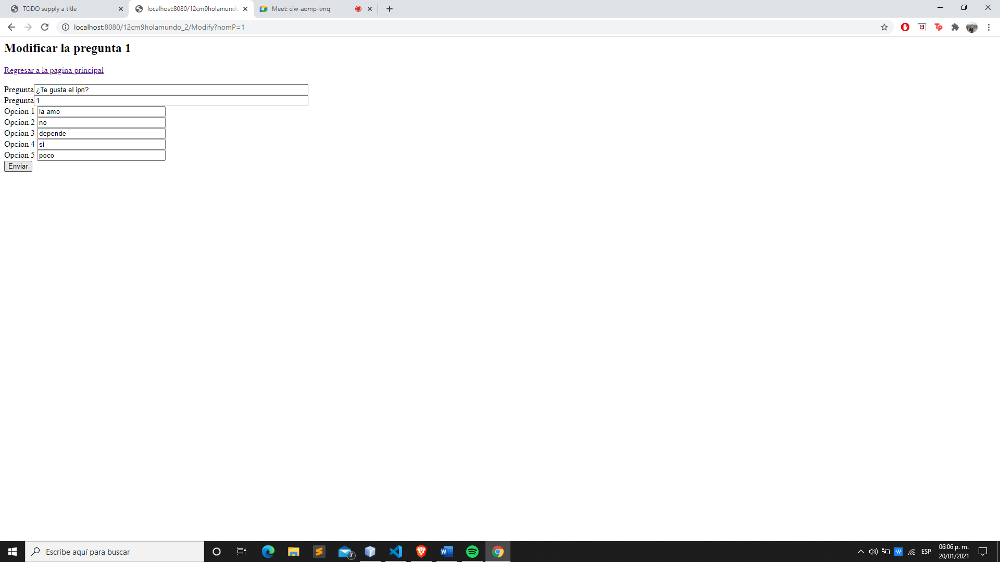 TODO supply a title
localhost:8080/12cm9holamundo
Meet: ciw-aomp-tmq
localhost:8080/12cm9holamundo_2/Modify?nomP=1
Tp
Modificar la pregunta 1
Regresar a la pagina principal
Pregunta ¿Te gusta el ipn?
Pregunta 1
Opcion 1 la amo
Opcion 2 no
Opcion 3 depende
Opcion 4 si
Opcion 5 poco
Enviar
Escribe aquí para buscar
7
ESP
06:06 p. m.
20/01/2021